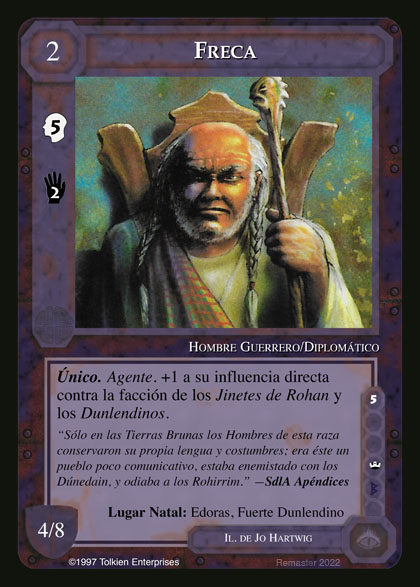 2
Freca
5
2
Hombre Guerrero/Diplomático
Único. Agente. +1 a su influencia directa
contra la facción de los Jinetes de Rohan y
los Dunlendinos.
5
“Sólo en las Tierras Brunas los Hombres de esta raza
conservaron su propia lengua y costumbres; era éste un
pueblo poco comunicativo, estaba enemistado con los
Dúnedain, y odiaba a los Rohirrim.” —SdlA Apéndices
Lugar Natal: Edoras, Fuerte Dunlendino
4/8
Il. de Jo Hartwig
©1997 Tolkien Enterprises
Remaster 2022